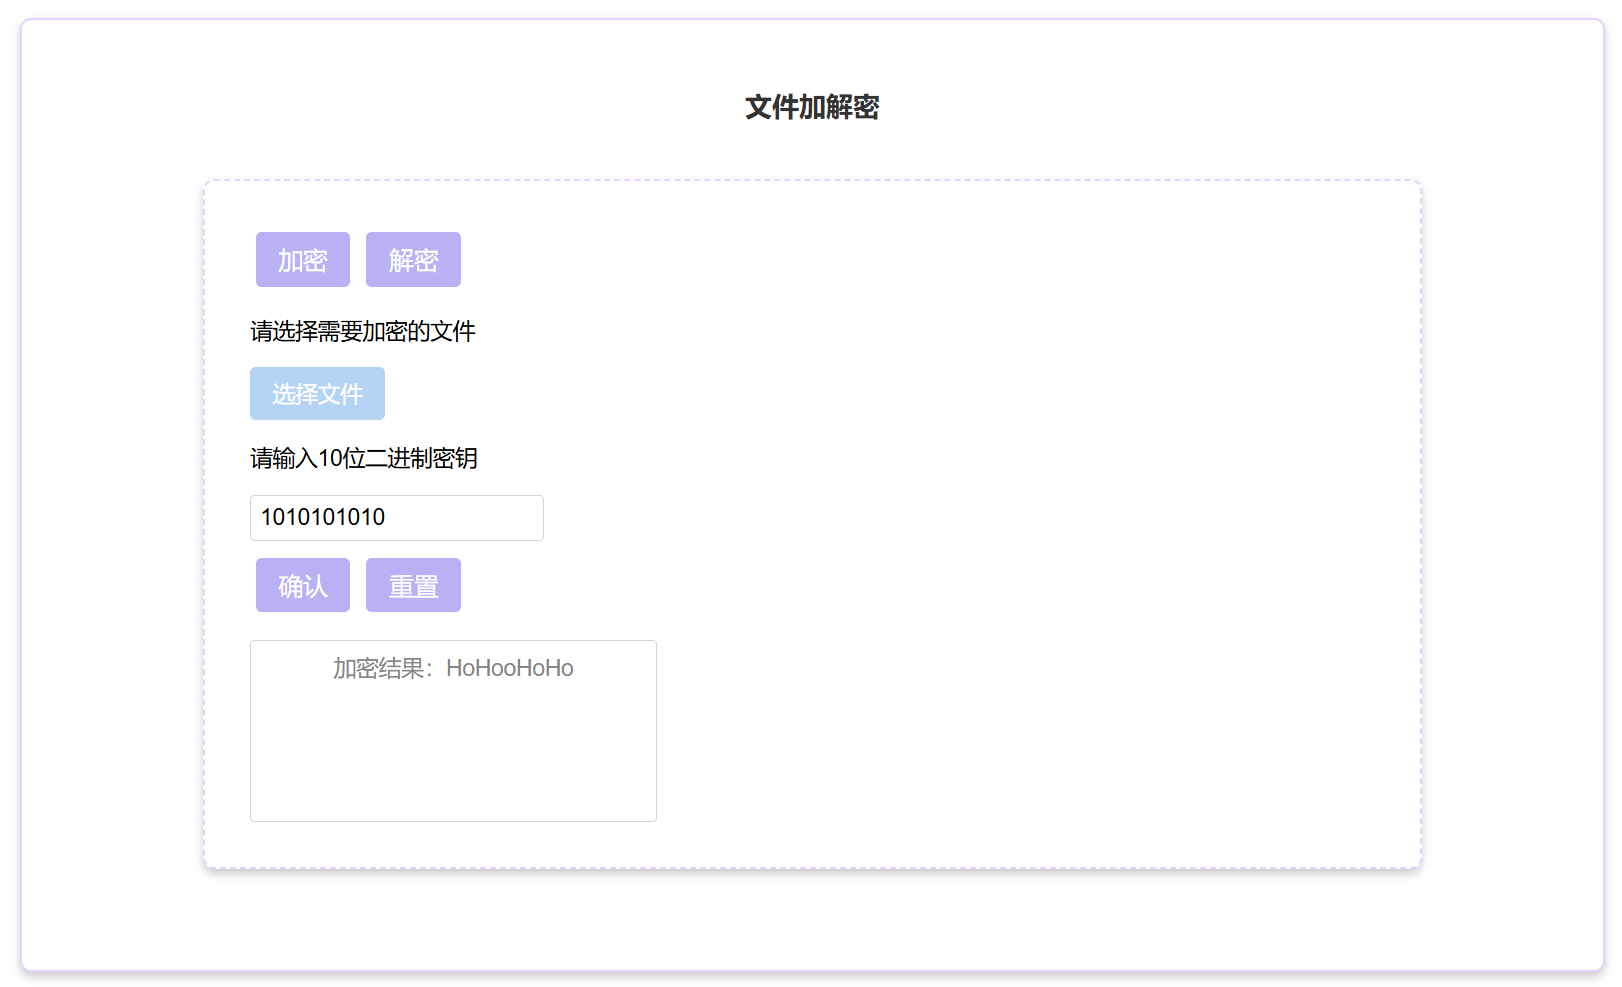 文件加解密
加密 解密
请选择需要加密的文件
选择文件
请输入10位二进制密钥
1010101010
确认 重置
加密结果：HoHooHoHo